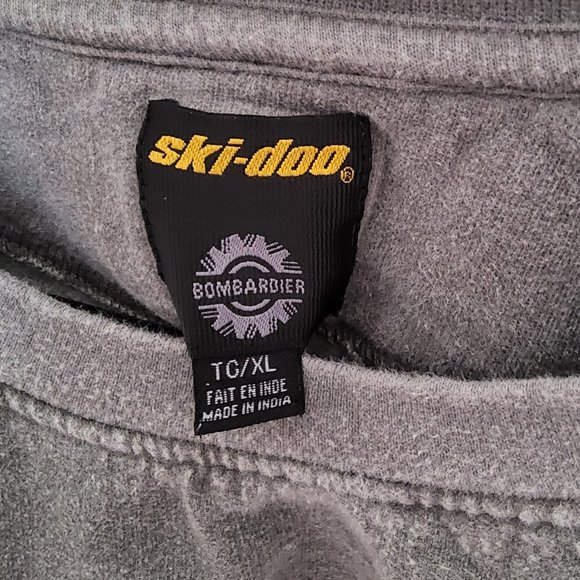 ski-doo®
BOMBARDIER
TG/XL
FAIT EN INDE
MADE IN INDIA